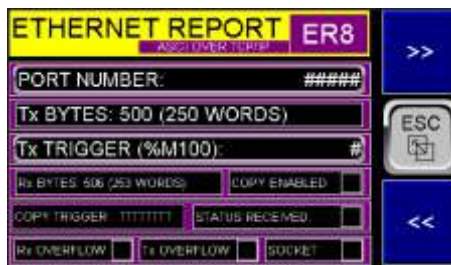 ETHERNET REPORT ER8
ASCII OVER TCP/IP
>>
PORT NUMBER: #####
Tx BYTES: 500 (250 WORDS)
ESC
Tx TRIGGER (%M100): #
Rx BYTES: 506 (253 WORDS) COPY ENABLED
COPY TRIGGER: TTTTTTTT STATUS RECEIVED:
<<
Rx OVERFLOW Tx OVERFLOW SOCKET